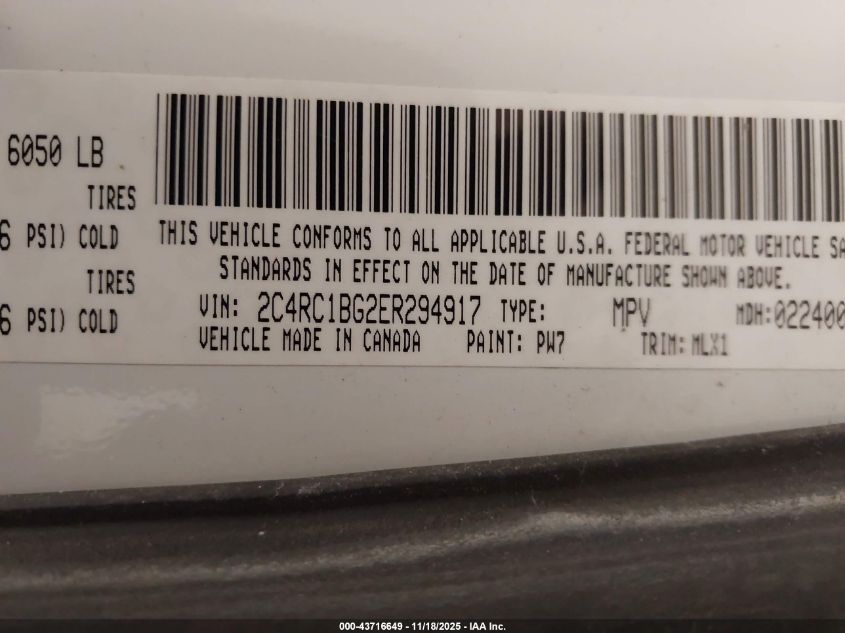 6050 LB
TIRES
6 PSI) COLD
TIRES
6 PSI) COLD
THIS VEHICLE CONFORMS TO ALL APPLICABLE U.S.A. FEDERAL MOTOR VEHICLE SA
STANDARDS IN EFFECT ON THE DATE OF MANUFACTURE SHOWN ABOVE.
VIN: 2C4RC1BG2ER294917 TYPE: MPV MDH:022400
VEHICLE MADE IN CANADA PAINT: PW7 TRIM: MLX1
000-43716649 - 11/18/2025 - IAA Inc.